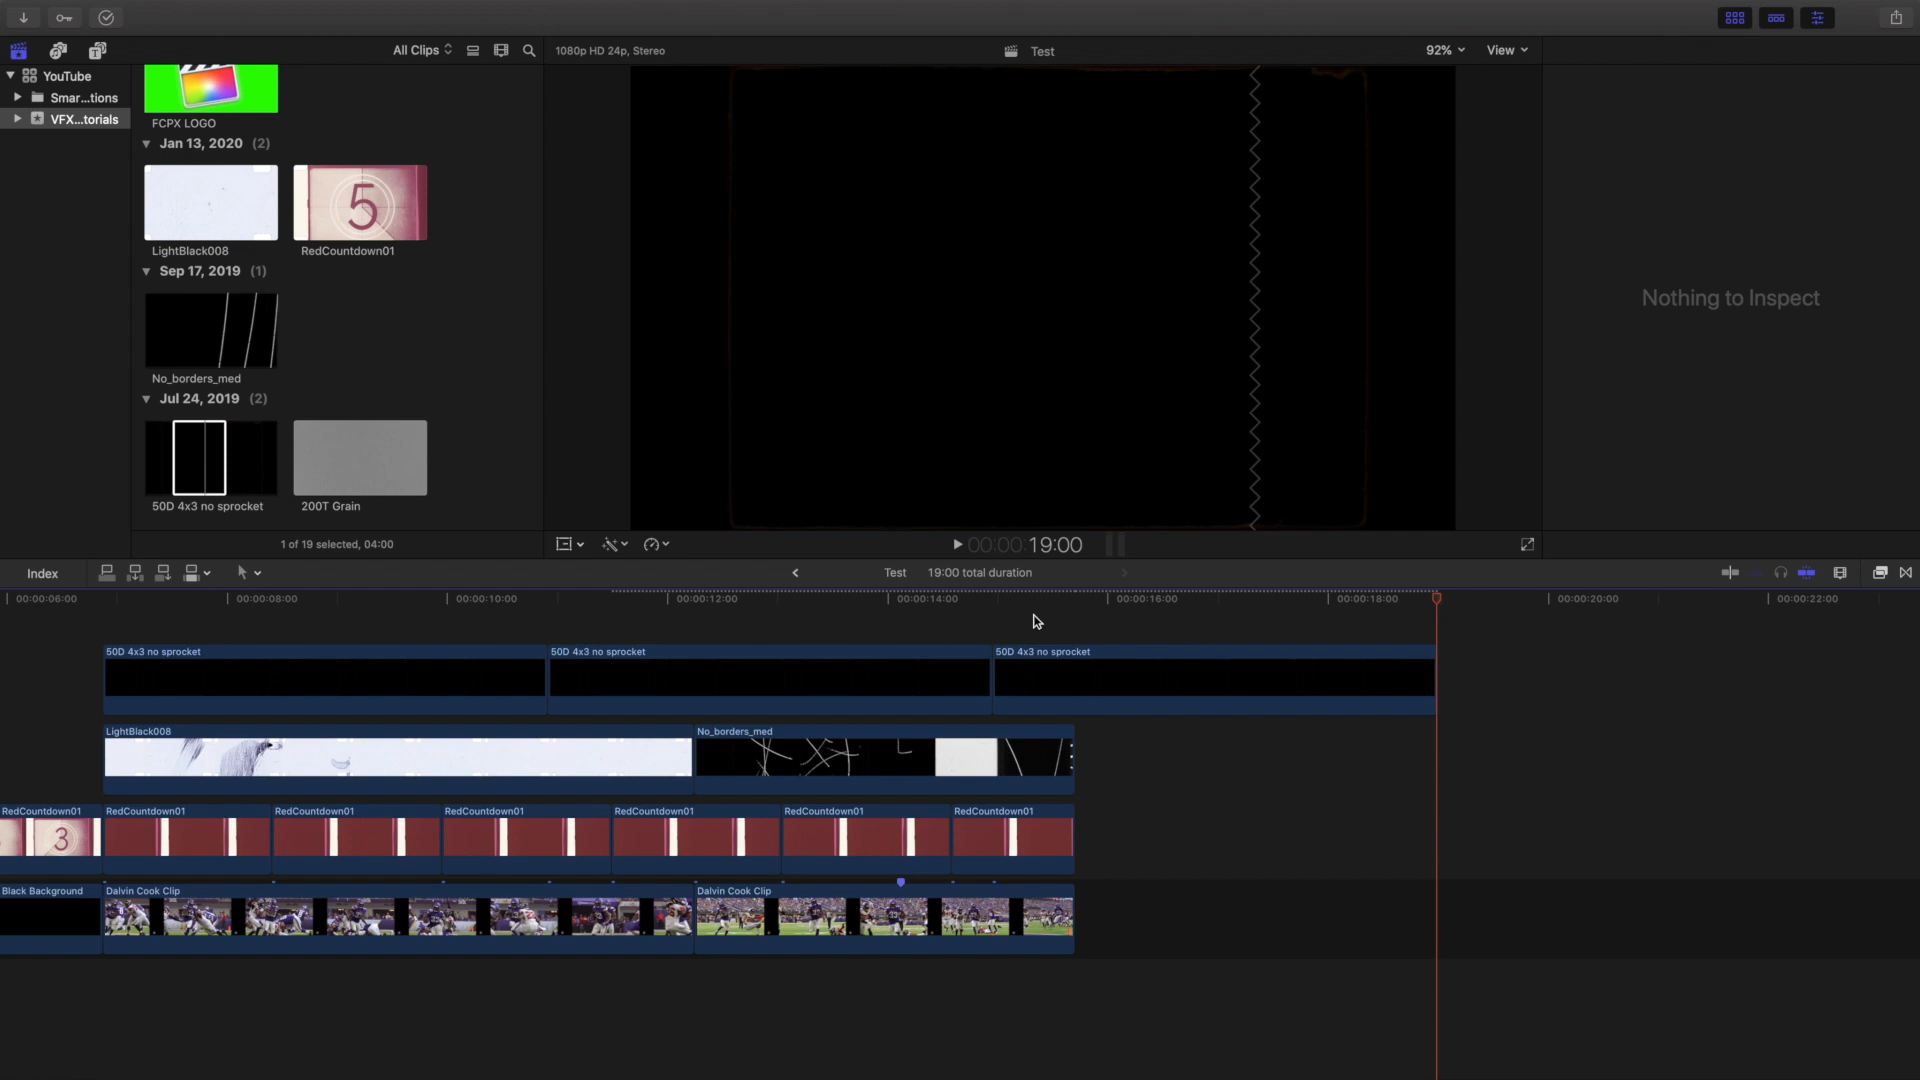 All Clips
1080p HD 24p, Stereo
Test
92%
View
YouTube
Smar...tions
VFX...torials
FCPX LOGO
Jan 13, 2020 (2)
5
LightBlack008
RedCountdown01
Sep 17, 2019 (1)
No_borders_med
Jul 24, 2019 (2)
50D 4x3 no sprocket
200T Grain
Nothing to Inspect
1 of 19 selected, 04:00
00:00:19:00
Index
Test
19:00 total duration
00:00:06:00
00:00:08:00
00:00:10:00
00:00:12:00
00:00:14:00
00:00:16:00
00:00:18:00
00:00:20:00
00:00:22:00
50D 4x3 no sprocket
50D 4x3 no sprocket
50D 4x3 no sprocket
LightBlack008
No_borders_med
RedCountdown01
RedCountdown01
RedCountdown01
RedCountdown01
RedCountdown01
RedCountdown01
RedCountdown01
3
Black Background
Dalvin Cook Clip
Dalvin Cook Clip